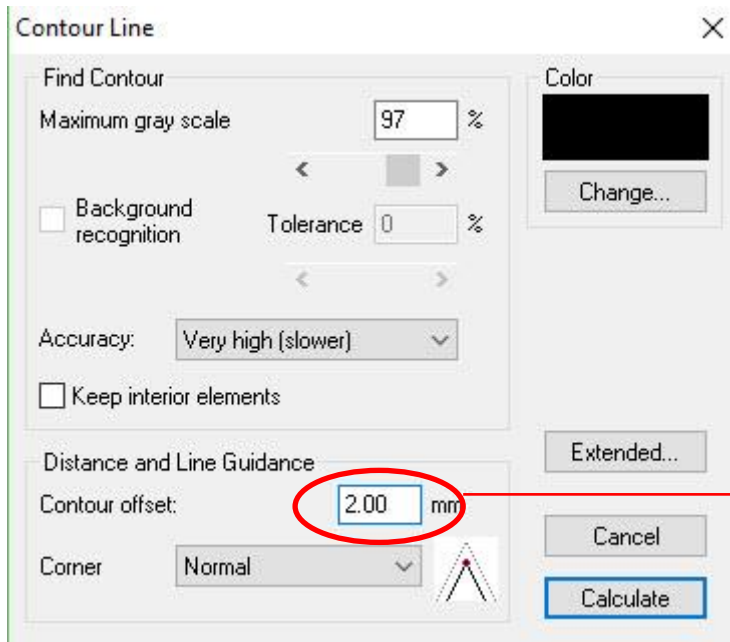 Contour Line
Find Contour
Color
Maximum gray scale 97 %
Change...
Background
recognition
Tolerance 0 %
Accuracy: Very high (slower)
Keep interior elements
Extended...
Distance and Line Guidance
Contour offset: 2.00 mm
Cancel
Corner Normal
Calculate